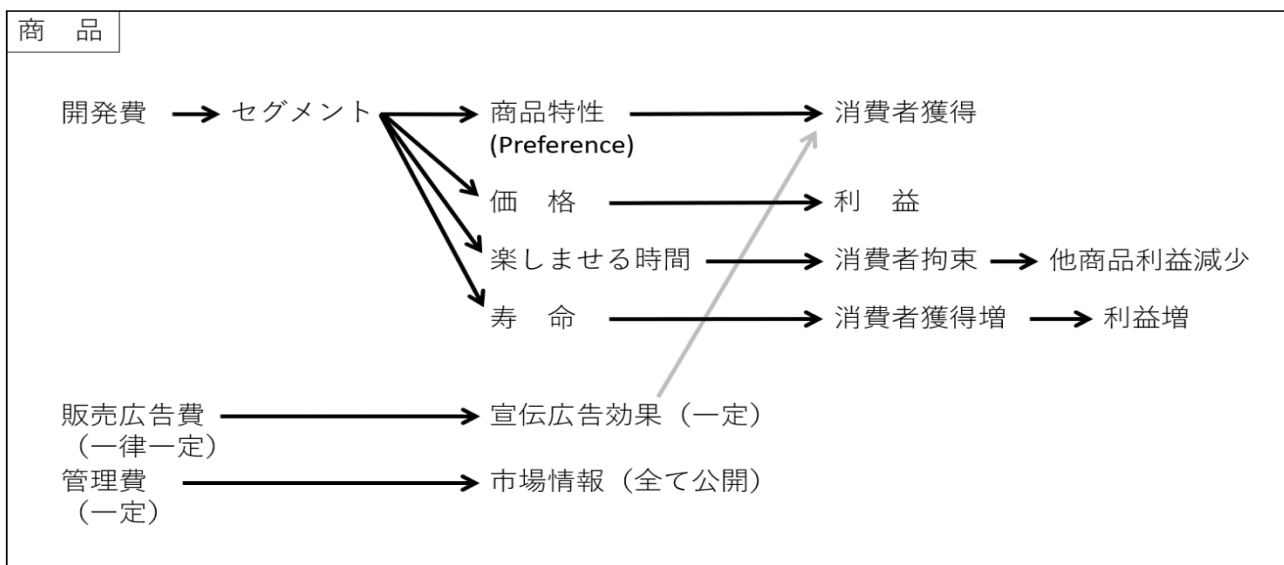 商　品
開発費 セグメント 商品特性 消費者獲得
(Preference)
価　格 利　益
楽しませる時間 消費者拘束 他商品利益減少
寿　命 消費者獲得増 利益増
販売広告費 宣伝広告効果（一定）
（一律一定）
管理費 市場情報（全て公開）
（一定）